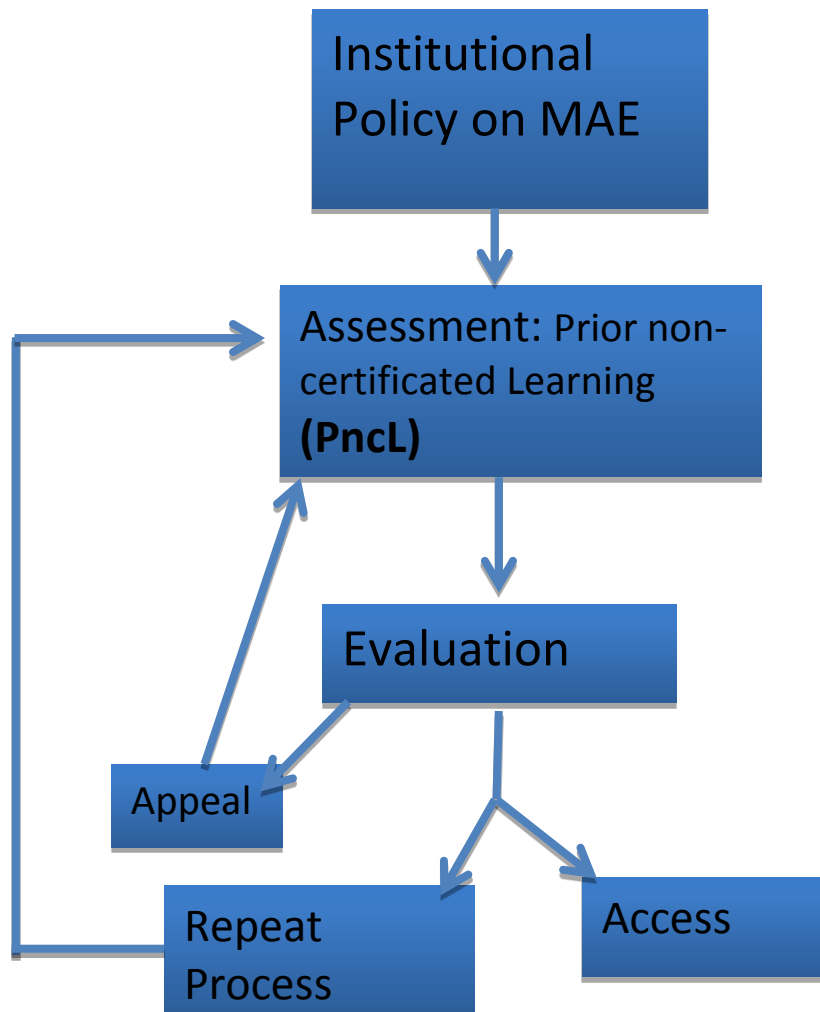 Institutional
Policy on MAE
Assessment: Prior non-
certificated Learning
(PncL)
Evaluation
Appeal
Repeat
Process
Access